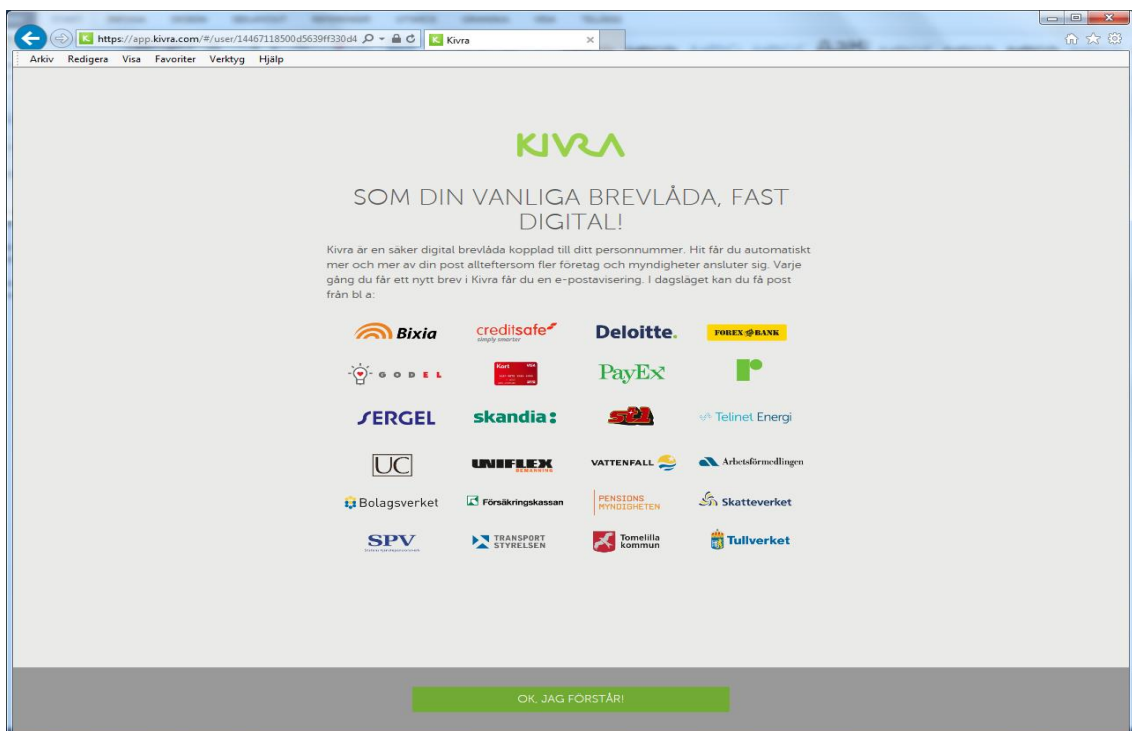 https://app.kivra.com/#/user/14467118500d5639ff330d4
Kivra
Arkiv Redigera Visa Favoriter Verktyg Hjälp
KIVRA
SOM DIN VANLIGA BREVLÅDA, FAST
DIGITAL!
Kivra är en säker digital brevlåda kopplad till ditt personnummer. Hit får du automatiskt
mer och mer av din post allteftersom fler företag och myndigheter ansluter sig. Varje
gång du får ett nytt brev i Kivra får du en e-postavisering. I dagsläget kan du få post
från bl a:
Bixia creditsafe Deloitte. FOREX BANK
simply smarter
GODEL Kort VISA PayEx r
SERGEL skandia: Telinet Energi
UC UNIFLEX VATTENFALL Arbetsförmedlingen
BEMANNING
Bolagsverket Försäkringskassan PENSIONS MYNDIGHETEN Skatteverket
SPV TRANSPORT STYRELSEN Tomelilla kommun Tullverket
OK, JAG FÖRSTÅR!